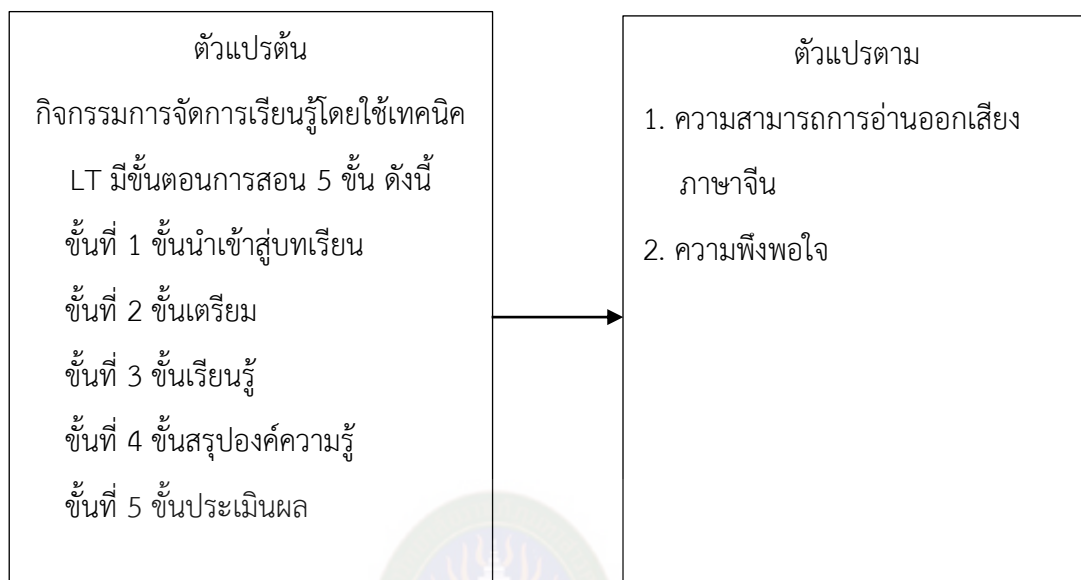 ตัวแปรต้น
กิจกรรมการจัดการเรียนรู้โดยใช้เทคนิค
LT มีขั้นตอนการสอน 5 ขั้น ดังนี้
ขั้นที่ 1 ขั้นนำเข้าสู่บทเรียน
ขั้นที่ 2 ขั้นเตรียม
ขั้นที่ 3 ขั้นเรียนรู้
ขั้นที่ 4 ขั้นสรุปองค์ความรู้
ขั้นที่ 5 ขั้นประเมินผล
ตัวแปรตาม
1. ความสามารถการอ่านออกเสียง
ภาษาจีน
2. ความพึงพอใจ